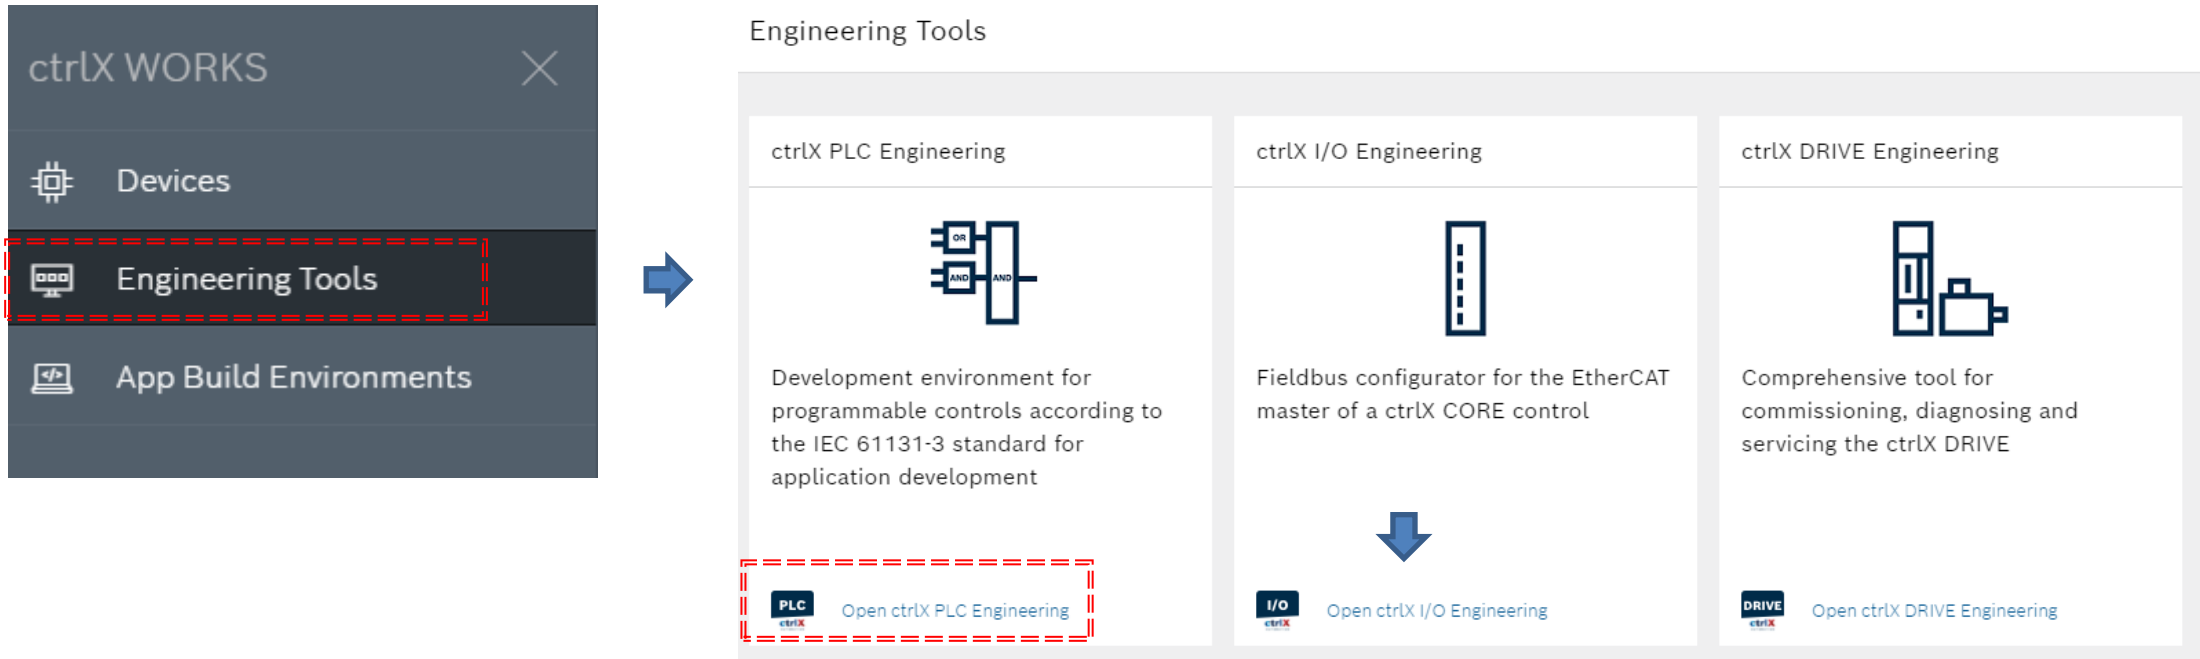 ctrlX WORKS
Devices
Engineering Tools
App Build Environments
Engineering Tools
ctrlX PLC Engineering
OR
AND
AND
Development environment for
programmable controls according to
the IEC 61131-3 standard for
application development
PLC
ctrlX
Open ctrlX PLC Engineering
ctrlX I/O Engineering
Fieldbus configurator for the EtherCAT
master of a ctrlX CORE control
I/O
ctrlX
Open ctrlX I/O Engineering
ctrlX DRIVE Engineering
Comprehensive tool for
commissioning, diagnosing and
servicing the ctrlX DRIVE
DRIVE
ctrlX
Open ctrlX DRIVE Engineering